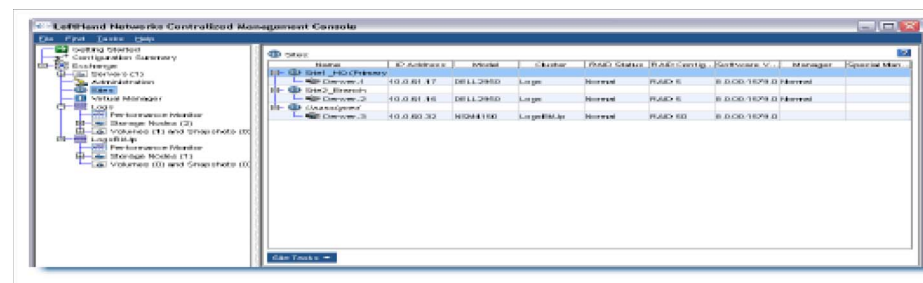 LeftHand Networks Centralized Management Console
File Find Tasks Help
Getting Started
Configuration Summary
Exchange
Servers (1)
Administration
Sites
Virtual Manager
Logs
Performance Monitor
Storage Nodes (2)
Volumes (1) and Snapshots (0)
LogsBkUp
Performance Monitor
Storage Nodes (1)
Volumes (0) and Snapshots (0)
Sites
Name IP Address Model Cluster RAID Status RAID Config... Software V... Manager Special Man...
Site1_HQ (Primary)
Denver-1 10.0.61.17 DELL2950 Logs Normal RAID 5 8.0.00.1679.0 Normal
Site2_Branch
Denver-2 10.0.61.16 DELL2950 Logs Normal RAID 5 8.0.00.1679.0 Normal
Unassigned
Denver-3 10.0.60.32 LogsBkUp Normal RAID 50 8.0.00.1679.0
Site Tasks